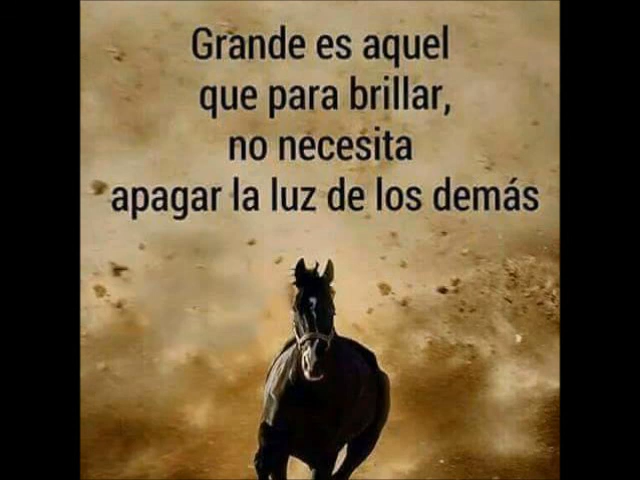 Grande es aquel
que para brillar,
no necesita
apagar la luz de los demás